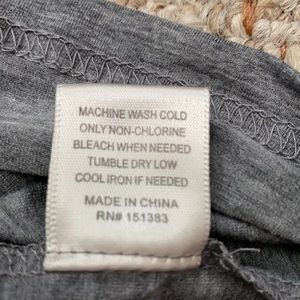 MACHINE WASH COLD
ONLY NON-CHLORINE
BLEACH WHEN NEEDED
TUMBLE DRY LOW
COOL IRON IF NEEDED
MADE IN CHINA
RN# 151383